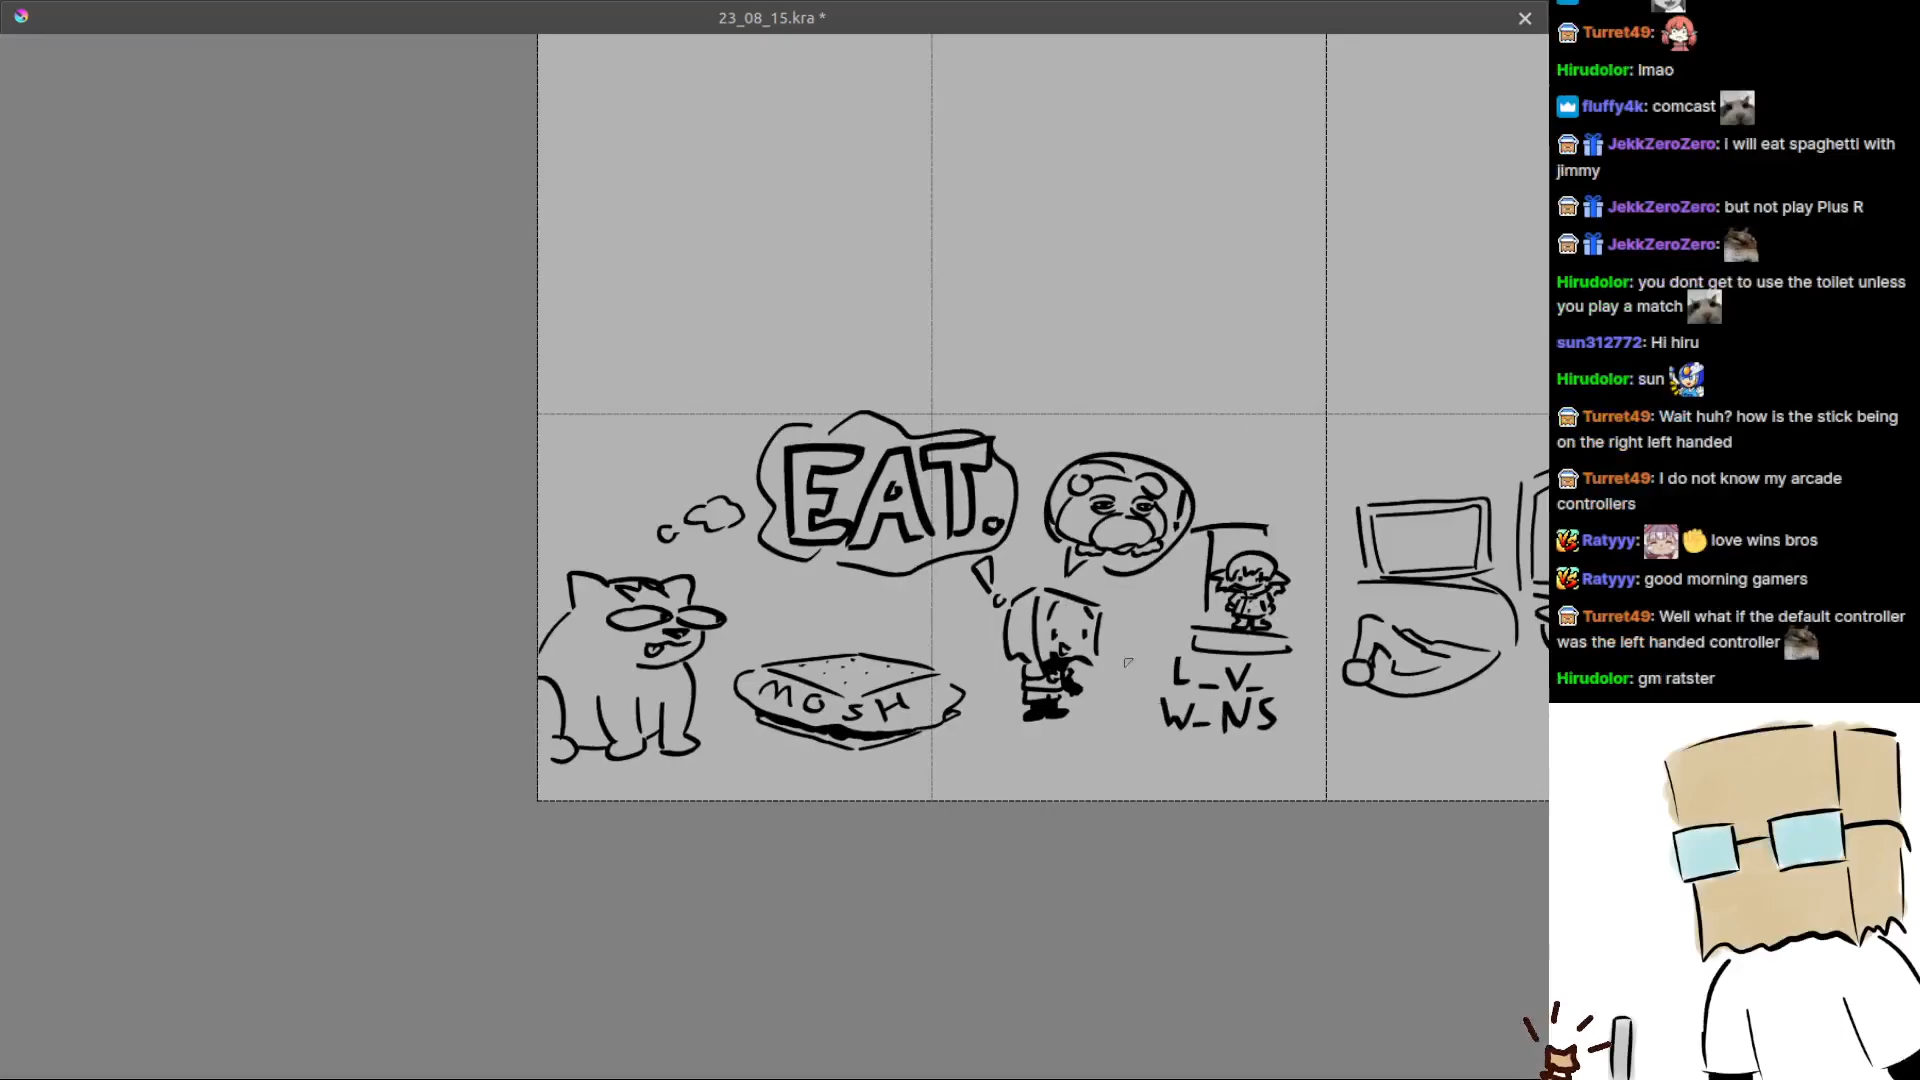 23_08_15.kra *
EAT.
MOSH
L_V_
W_NS
Turret49:
Hirudolor: lmao
fluffy4k: comcast
JekkZeroZero: i will eat spaghetti with
jimmy
JekkZeroZero: but not play Plus R
JekkZeroZero:
Hirudolor: you dont get to use the toilet unless
you play a match
sun312772: Hi hiru
Hirudolor: sun
Turret49: Wait huh? how is the stick being
on the right left handed
Turret49: I do not know my arcade
controllers
Ratyyy: love wins bros
Ratyyy: good morning gamers
Turret49: Well what if the default controller
was the left handed controller
Hirudolor: gm ratster